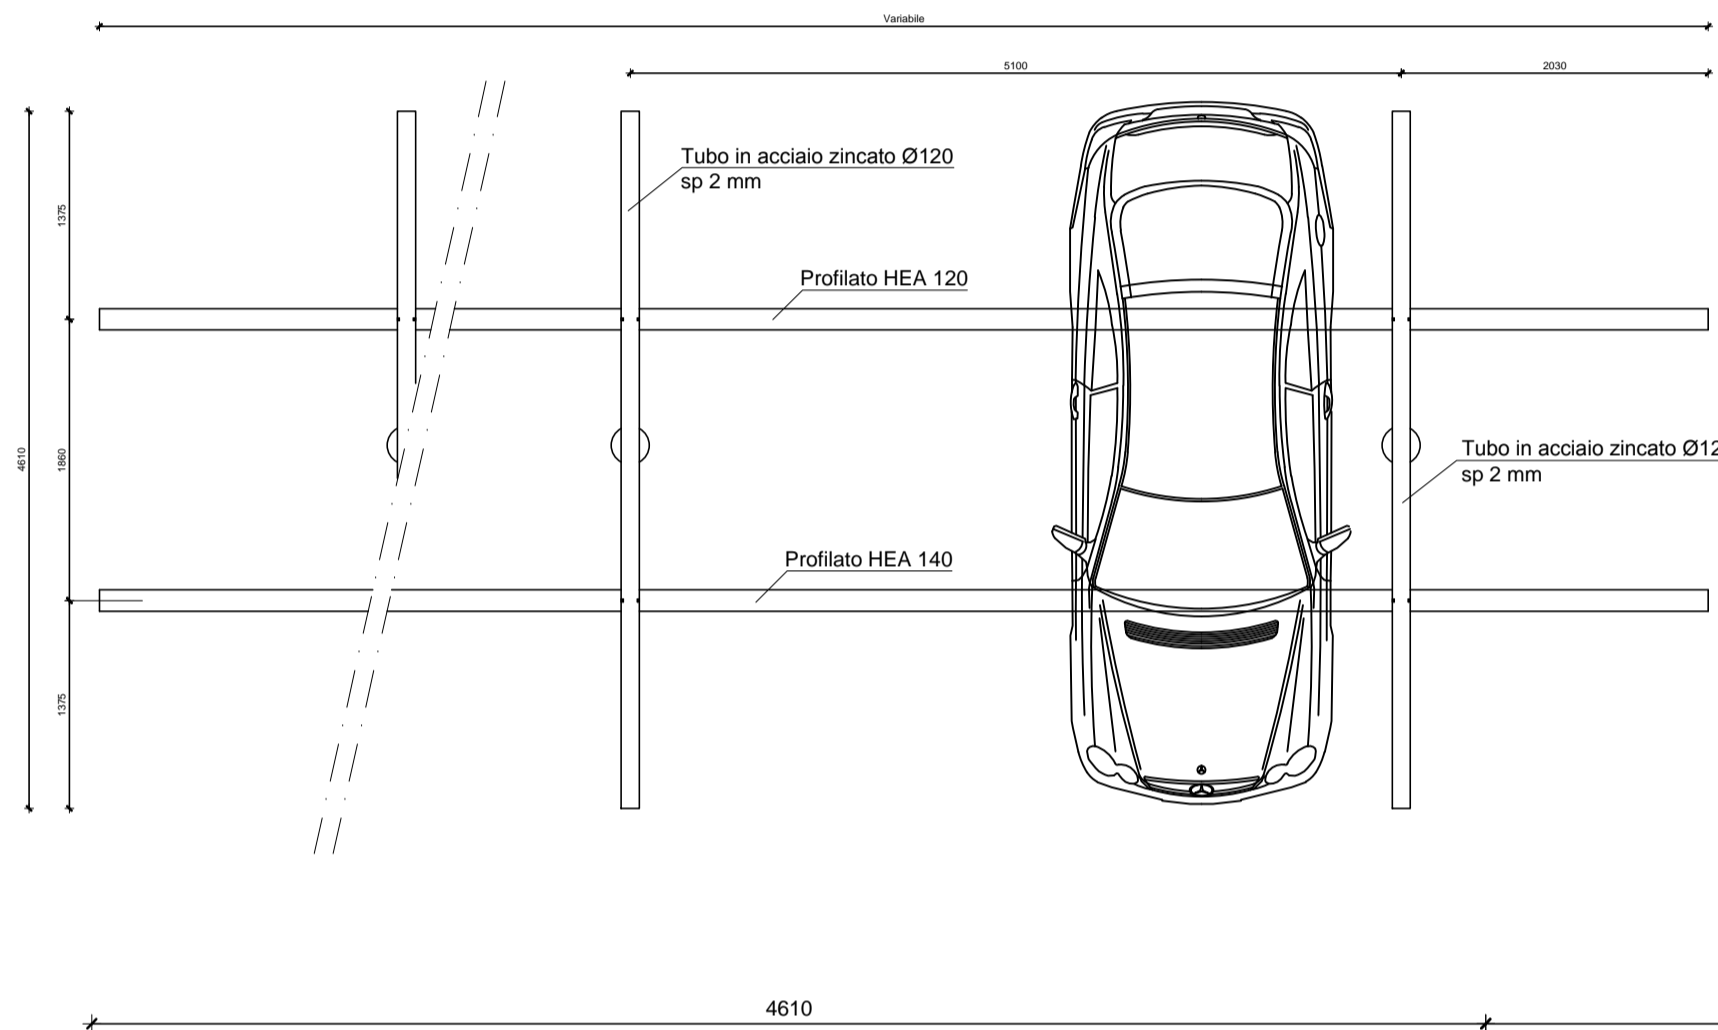 Variabile
5100
2030
Tubo in acciaio zincato Ø120
sp 2 mm
1375
Profilato HEA 120
4610
1860
Tubo in acciaio zincato Ø12
sp 2 mm
Profilato HEA 140
1375
4610